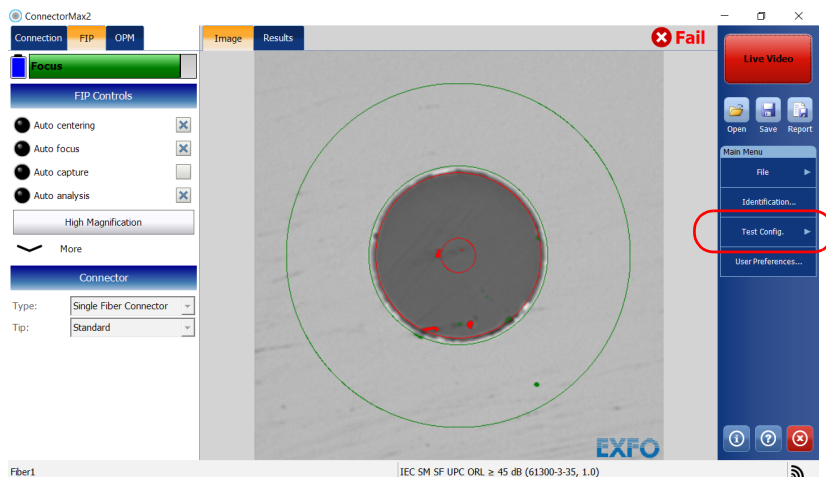 ConnectorMax2
Connection FIP OPM
Image Results
Fail
Focus
FIP Controls
Auto centering
Auto focus
Auto capture
Auto analysis
High Magnification
More
Connector
Type: Single Fiber Connector
Tip: Standard
EXFO
Live Video
Open Save Report
Main Menu
File
Identification...
Test Config.
User Preferences...
Fiber1
IEC SM SF UPC ORL ≥ 45 dB (61300-3-35, 1.0)